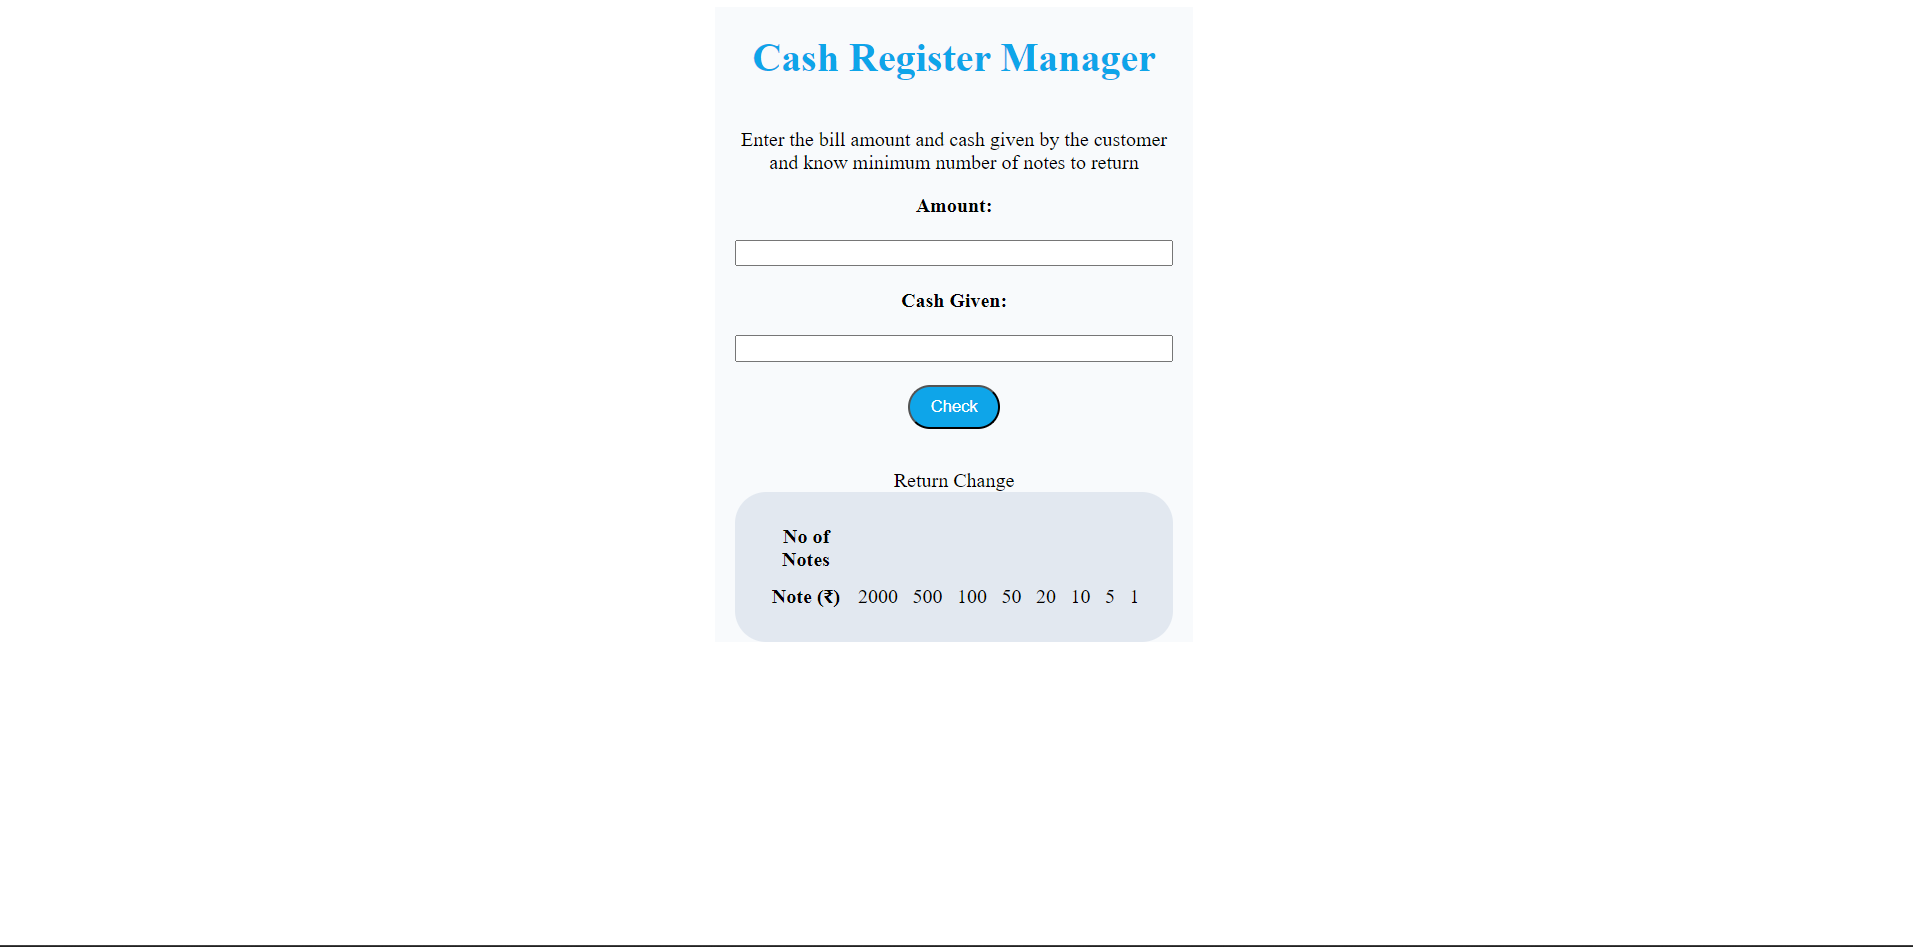 Cash Register Manager
Enter the bill amount and cash given by the customer
and know minimum number of notes to return
Amount:
Cash Given:
Check
Return Change
No of
Notes
Note (₹) 2000 500 100 50 20 10 5 1